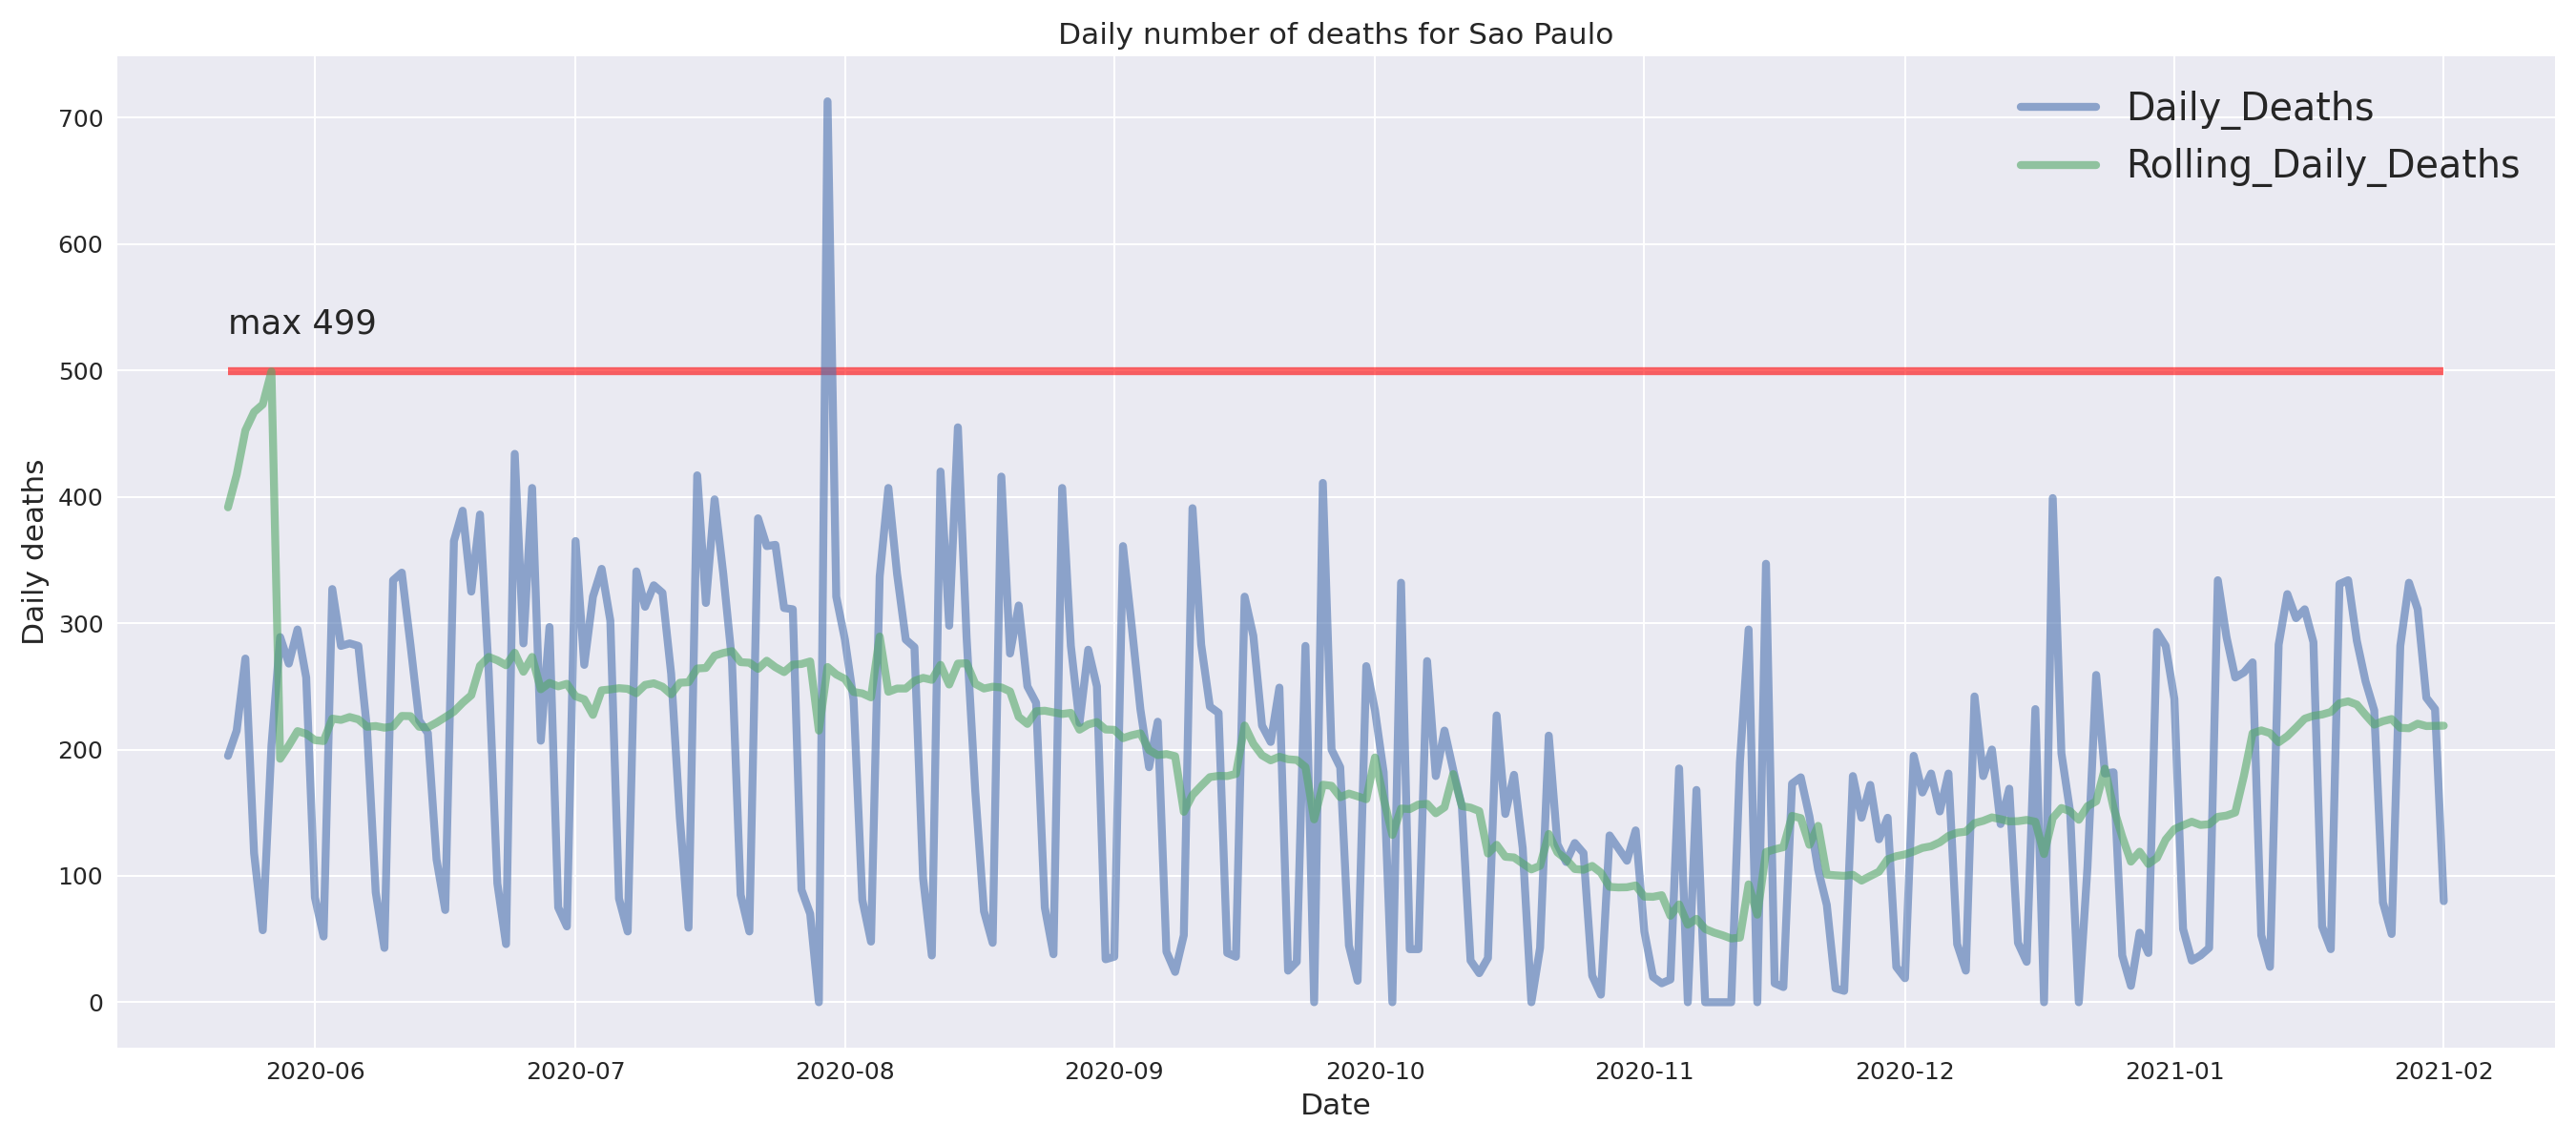 Daily number of deaths for Sao Paulo
Daily_Deaths
Rolling_Daily_Deaths
max 499
Daily deaths
700
600
500
400
300
200
100
0
2020-06 2020-07 2020-08 2020-09 2020-10 2020-11 2020-12 2021-01 2021-02
Date